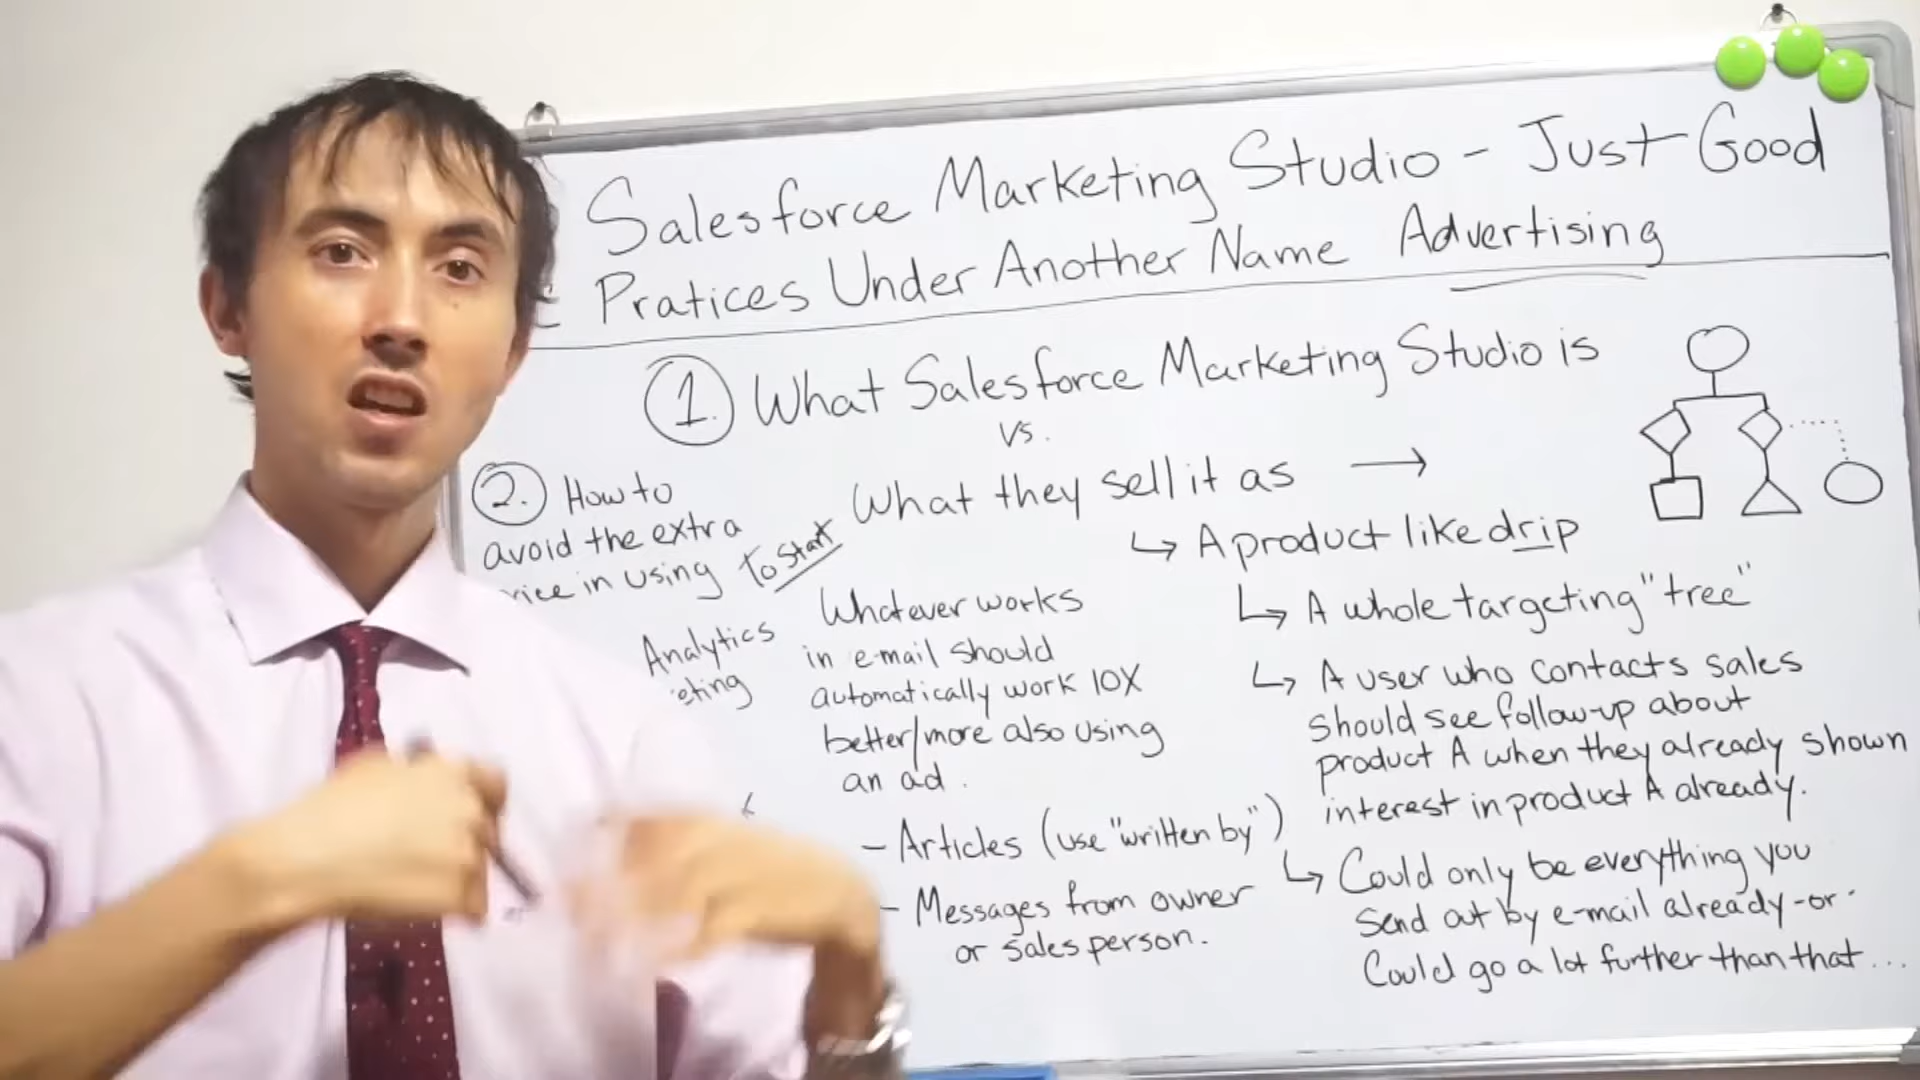 Salesforce Marketing Studio - Just Good
Pratices Under Another Name Advertising
1. What Salesforce Marketing Studio is
vs.
What they sell it as →
↳ A product like drip
↳ A whole targeting "tree"
↳ A user who contacts sales
should see follow-up about
product A when they already shown
interest in product A already.
↳ Could only be everything you
send out by e-mail already -or-
Could go a lot further than that...
2. How to
avoid the extra
in using
To start
Analytics
Whatever works
in e-mail should
automatically work 10X
better/more also using
an ad.
- Articles (use "written by")
- Messages from owner
or sales person.